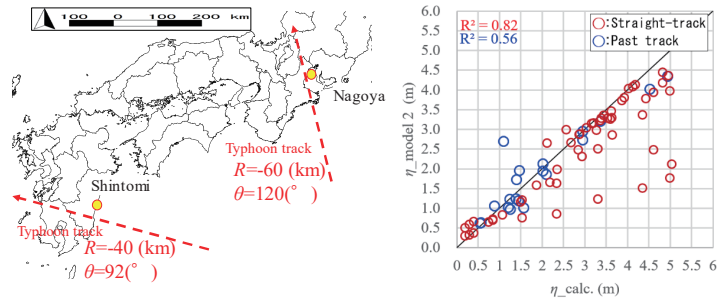 100 0 100 200 km
Nagoya
Typhoon track
R=-60 (km)
θ=120(° )
Shintomi
Typhoon track
R=-40 (km)
θ=92(° )
R² = 0.82
R² = 0.56
○:Straight-track
○:Past track
η_model 2 (m)
6.0
5.5
5.0
4.5
4.0
3.5
3.0
2.5
2.0
1.5
1.0
0.5
0.0
0 0.5 1 1.5 2 2.5 3 3.5 4 4.5 5 5.5 6
η_calc. (m)